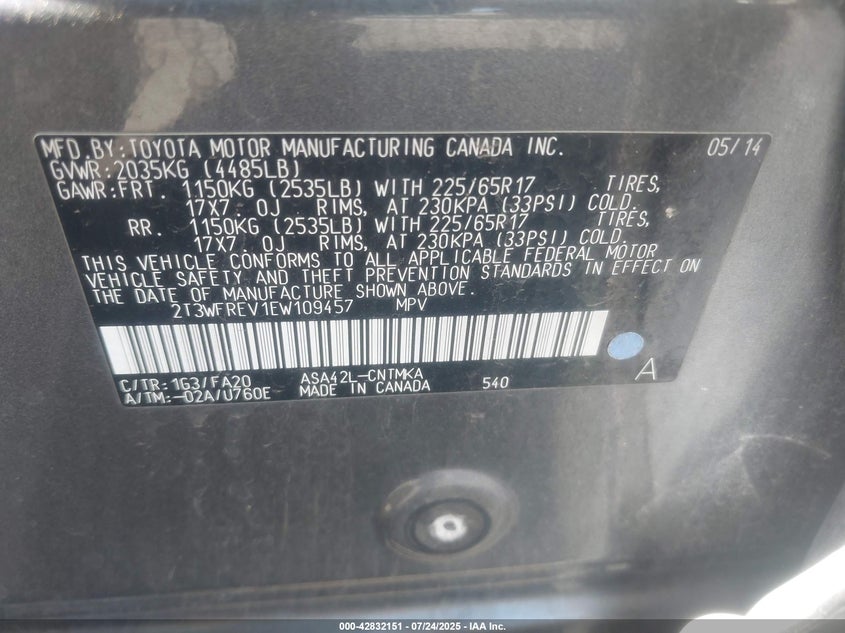 MFD.BY:TOYOTA MOTOR MANUFACTURING CANADA INC. 05/14
GVWR:2035KG (4485LB)
GAWR:FRT. 1150KG (2535LB) WITH 225/65R17 TIRES,
17X7.0J RIMS, AT 230KPA (33PSI) COLD.
RR. 1150KG (2535LB) WITH 225/65R17 TIRES,
17X7.0J RIMS, AT 230KPA (33PSI) COLD.
THIS VEHICLE CONFORMS TO ALL APPLICABLE FEDERAL MOTOR
VEHICLE SAFETY AND THEFT PREVENTION STANDARDS IN EFFECT ON
THE DATE OF MANUFACTURE SHOWN ABOVE.
2T3WFREV1EW109457 MPV
C/TR:1G3/FA20 ASA42L-CNTMKA 540 A
A/TM:-02A/U760E MADE IN CANADA
000-42832151 - 07/24/2025 - IAA Inc.